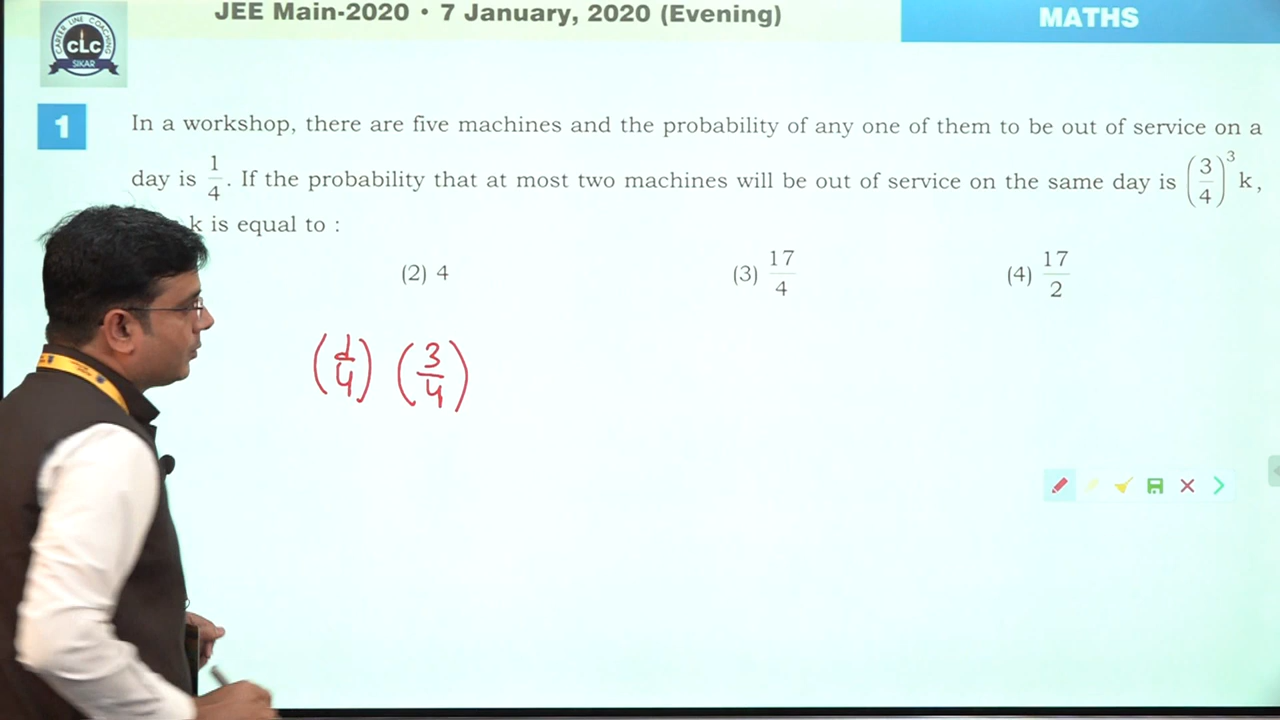 JEE Main-2020 • 7 January, 2020 (Evening)
MATHS
CAREER LINE COACHING
CLC
SIKAR
1
In a workshop, there are five machines and the probability of any one of them to be out of service on a
day is 1/4. If the probability that at most two machines will be out of service on the same day is (3/4)³ k,
k is equal to :
(2) 4 (3) 17/4 (4) 17/2
(1/4) (3/4)